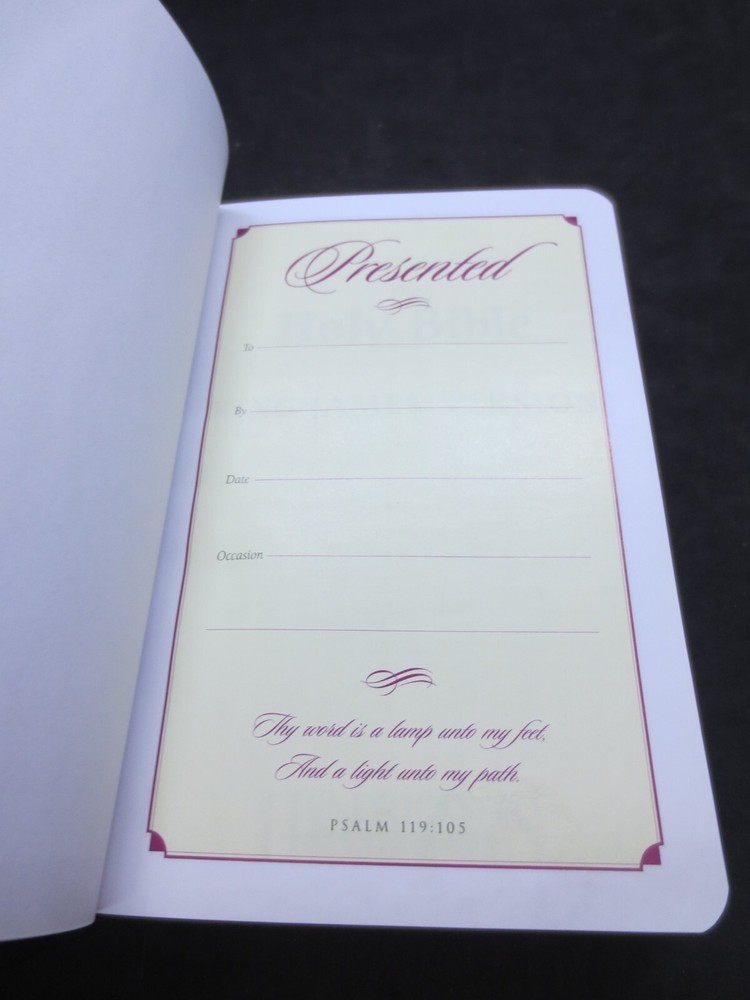 Presented
To
By
Date
Occasion
Thy word is a lamp unto my feet,
And a light unto my path.
PSALM 119:105